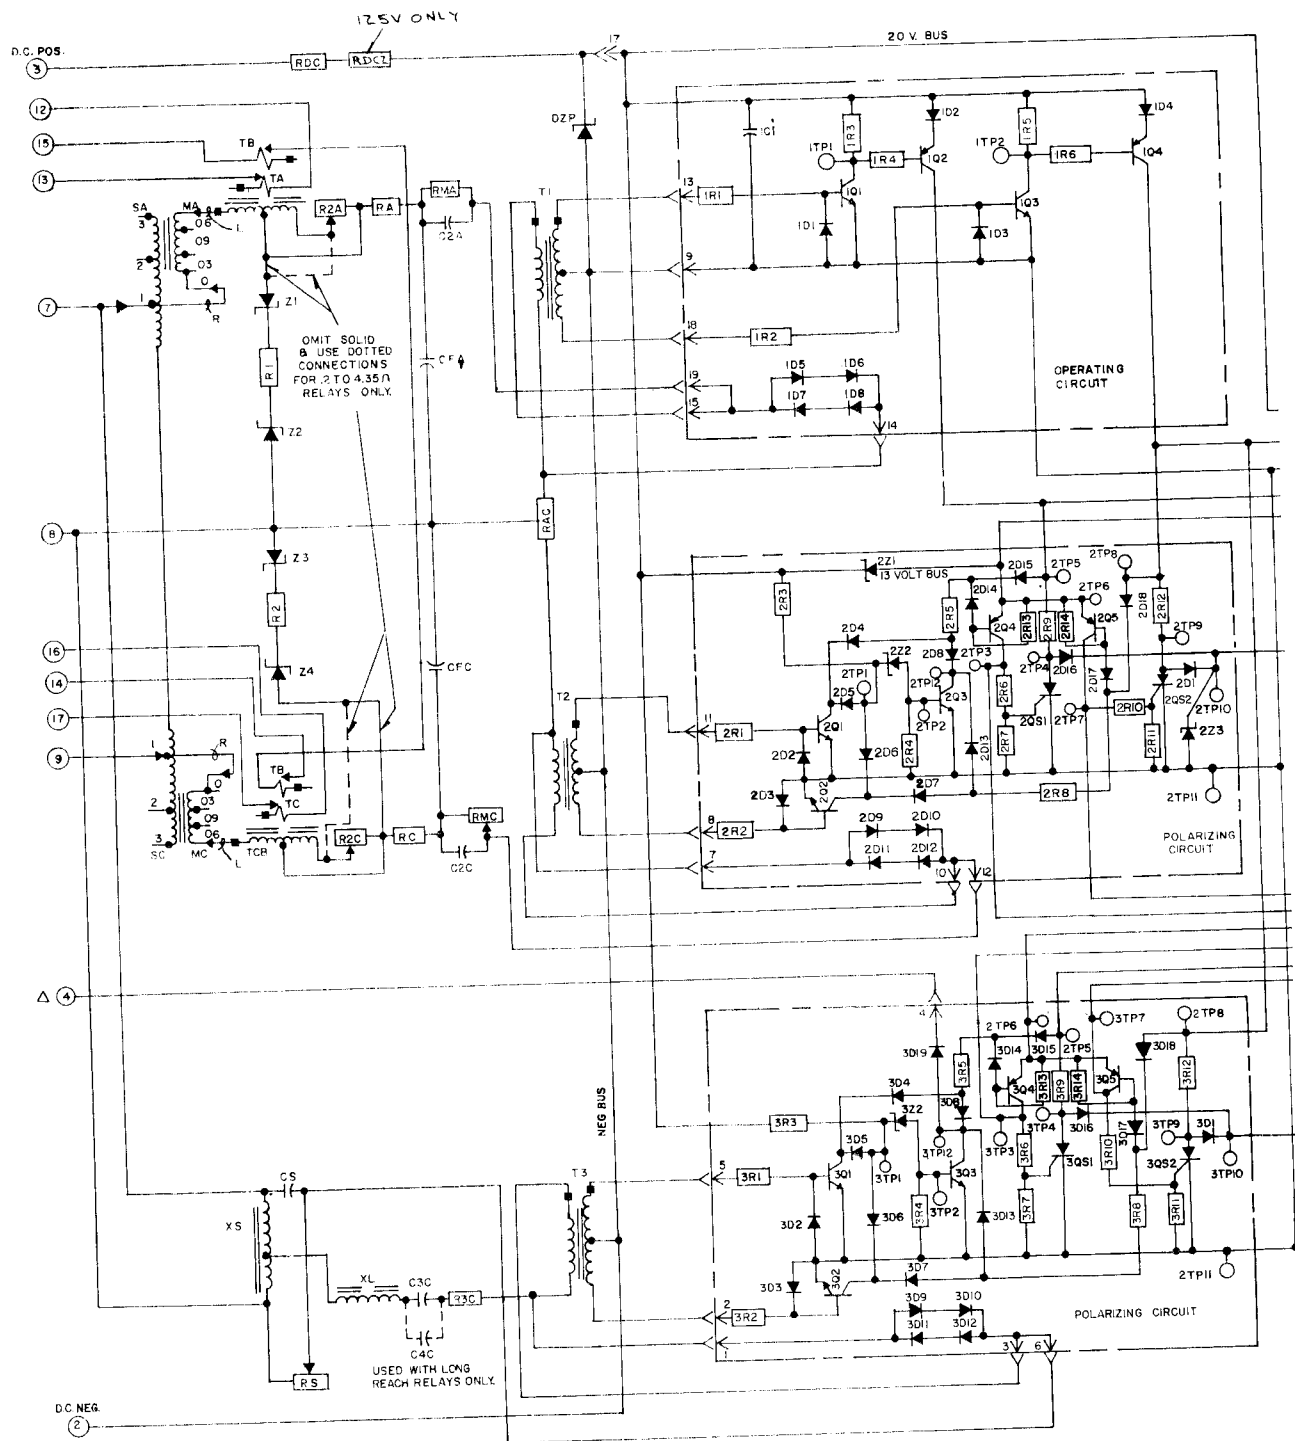 125V ONLY
D.C. POS.
3
RDC
RDCZ
17
20 V. BUS
12
15
13
TB
TA
DZP
1C1
1R3
1D2
1R5
1D4
1TP1
1R4
1Q2
1TP2
1R6
1Q4
SA
3
MA
06
L
R2A
RA
RMA
C2A
T1
13
1R1
1Q1
1D1
1Q3
1D3
09
2
03
O
9
7
1
R
Z1
18
1R2
OMIT SOLID
& USE DOTTED
CONNECTIONS
FOR .2 TO 4.35Ω
RELAYS ONLY.
R1
CFA
19
15
1D5
1D6
1D7
1D8
14
OPERATING
CIRCUIT
Z2
8
RAC
Z3
R2
2Z1
13 VOLT BUS
2R3
2D15
2TP5
2TP8
2D14
2R5
2TP6
2D18
2R12
2Q4
2R13
2R9
2R14
2Q5
2TP9
2D4
2Z2
2D8
2TP3
2TP4
2D16
2D17
2D1
16
14
17
Z4
CFC
2TP1
2TP12
2D5
2Q3
2R6
2QS1
2TP7
2R10
2QS2
2TP10
T2
11
2R1
2Q1
2TP2
2R4
2R7
2R11
2Z3
2D2
2D6
2D13
9
1
R
O
TB
TC
2D3
2Q2
2D7
2R8
2TP11
2
03
09
06
3
SC
MC
L
TCB
R2C
RC
RMC
C2C
8
2R2
7
2D9
2D10
2D11
2D12
10
12
POLARIZING
CIRCUIT
Δ
4
4
NEG BUS
3D19
3R5
2TP6
3D15
2TP5
3TP7
2TP8
3D14
3D18
3Q4
3R13
3R9
3R14
3Q5
3R12
3D4
3Z2
3D8
3R3
3TP4
3D16
3D17
3TP9
3D1
3D5
3TP1
3TP12
3TP3
3R6
3QS1
3R10
3QS2
3TP10
CS
T3
5
3R1
3Q1
3Q3
3TP2
3R4
3R7
3R8
3R11
XS
3D2
3D6
3D13
3D3
3Q2
3D7
2TP11
XL
C3C
R3C
C4C
2
3R2
1
3D9
3D10
3D11
3D12
3
6
POLARIZING CIRCUIT
USED WITH LONG
REACH RELAYS ONLY.
RS
D.C. NEG.
2